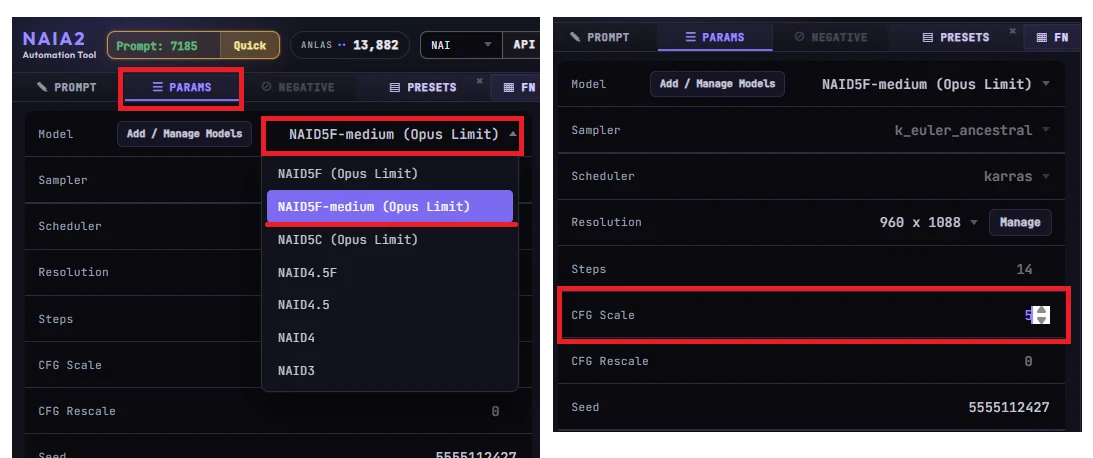 NAIA2
Automation Tool
Prompt: 7185 Quick
ANLAS 13,882
NAI
API
PROMPT
PARAMS
NEGATIVE
PRESETS
FN
Model Add / Manage Models NAID5F-medium (Opus Limit)
NAID5F (Opus Limit)
NAID5F-medium (Opus Limit)
NAID5C (Opus Limit)
NAID4.5F
NAID4.5
NAID4
NAID3
Sampler
Scheduler
Resolution
Steps
CFG Scale
CFG Rescale 0
Seed 5555112427
PROMPT
PARAMS
NEGATIVE
PRESETS
FN
Model Add / Manage Models NAID5F-medium (Opus Limit)
Sampler k_euler_ancestral
Scheduler karras
Resolution 960 x 1088 Manage
Steps 14
CFG Scale 5
CFG Rescale 0
Seed 5555112427